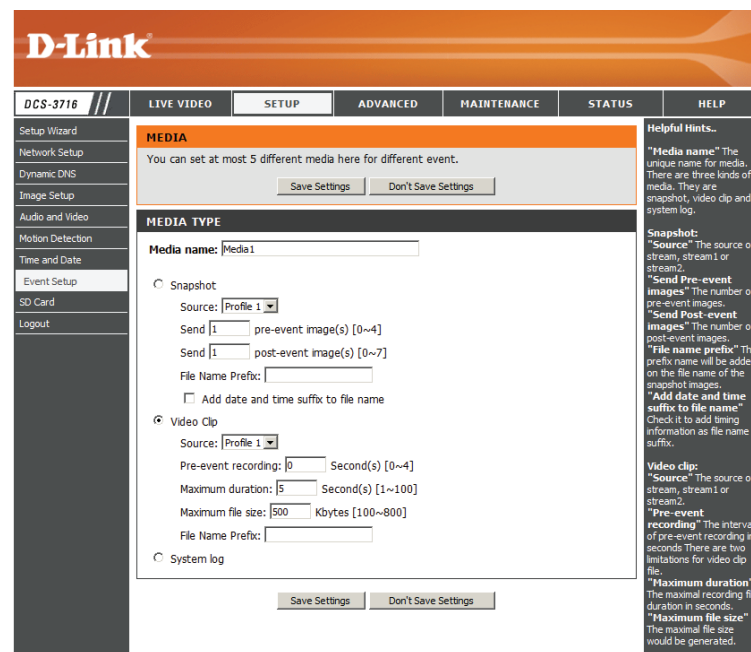 D-Link
DCS-3716
LIVE VIDEO
SETUP
ADVANCED
MAINTENANCE
STATUS
HELP
Setup Wizard
Network Setup
Dynamic DNS
Image Setup
Audio and Video
Motion Detection
Time and Date
Event Setup
SD Card
Logout
MEDIA
You can set at most 5 different media here for different event.
Save Settings
Don't Save Settings
MEDIA TYPE
Media name: Media1
Snapshot
Source: Profile 1
Send 1 pre-event image(s) [0~4]
Send 1 post-event image(s) [0~7]
File Name Prefix:
Add date and time suffix to file name
Video Clip
Source: Profile 1
Pre-event recording: 0 Second(s) [0~4]
Maximum duration: 5 Second(s) [1~100]
Maximum file size: 500 Kbytes [100~800]
File Name Prefix:
System log
Save Settings
Don't Save Settings
Helpful Hints..
"Media name" The
unique name for media.
There are three kinds of
media. They are
snapshot, video clip and
system log.
Snapshot:
"Source" The source
stream, stream1 or
stream2.
"Send Pre-event
images" The number
pre-event images.
"Send Post-event
images" The number
post-event images.
"File name prefix"
prefix name will be
on the file name of the
snapshot images.
"Add date and time
suffix to file name"
Check it to add timing
information as file name
suffix.
Video clip:
"Source" The source
stream, stream1 or
stream2.
"Pre-event
recording" The
of pre-event recording
seconds There are two
limitations for video clip
file.
"Maximum duration"
The maximal recording
duration in seconds.
"Maximum file size"
The maximal file size
would be generated.